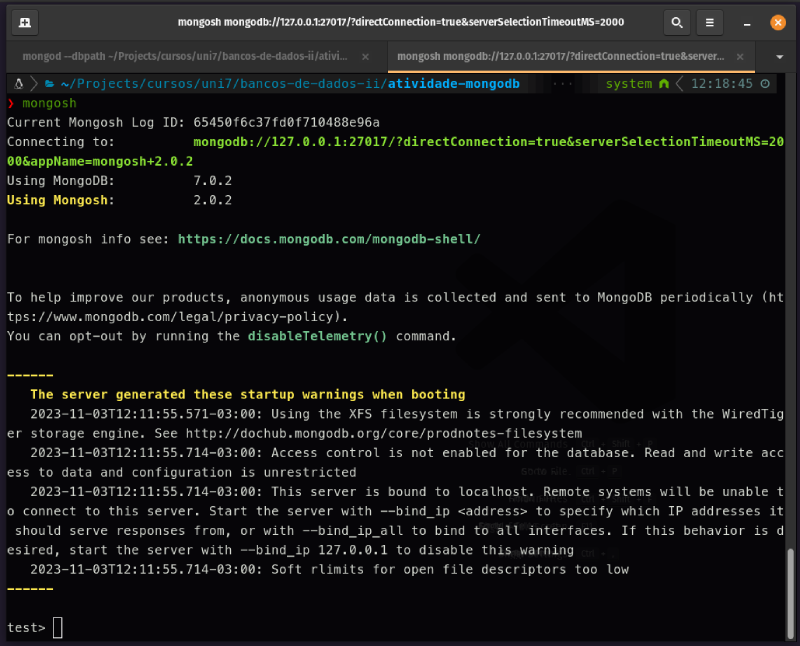 mongosh mongodb://127.0.0.1:27017/?directConnection=true&serverSelectionTimeoutMS=2000
mongod --dbpath ~/Projects/cursos/uni7/bancos-de-dados-ii/ativi...
mongosh mongodb://127.0.0.1:27017/?directConnection=true&server...
~/Projects/cursos/uni7/bancos-de-dados-ii/atividade-mongodb ... system 12:18:45
❯ mongosh
Current Mongosh Log ID: 65450f6c37fd0f710488e96a
Connecting to: mongodb://127.0.0.1:27017/?directConnection=true&serverSelectionTimeoutMS=20
00&appName=mongosh+2.0.2
Using MongoDB: 7.0.2
Using Mongosh: 2.0.2
For mongosh info see: https://docs.mongodb.com/mongodb-shell/
To help improve our products, anonymous usage data is collected and sent to MongoDB periodically (ht
tps://www.mongodb.com/legal/privacy-policy).
You can opt-out by running the disableTelemetry() command.
------
The server generated these startup warnings when booting
2023-11-03T12:11:55.571-03:00: Using the XFS filesystem is strongly recommended with the WiredTig
er storage engine. See http://dochub.mongodb.org/core/prodnotes-filesystem
2023-11-03T12:11:55.714-03:00: Access control is not enabled for the database. Read and write acc
ess to data and configuration is unrestricted
2023-11-03T12:11:55.714-03:00: This server is bound to localhost. Remote systems will be unable t
o connect to this server. Start the server with --bind_ip <address> to specify which IP addresses it
should serve responses from, or with --bind_ip_all to bind to all interfaces. If this behavior is d
esired, start the server with --bind_ip 127.0.0.1 to disable this warning
2023-11-03T12:11:55.714-03:00: Soft rlimits for open file descriptors too low
------
test>